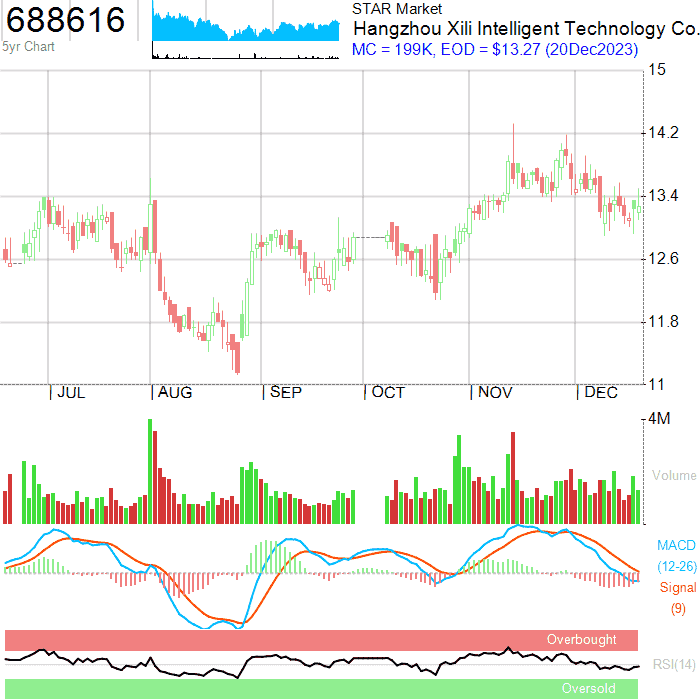 688616
5yr Chart
STAR Market
Hangzhou Xili Intelligent Technology Co.
MC = 199K, EOD = $13.27 (20Dec2023)
15
14.2
13.4
12.6
11.8
11
JUL
AUG
SEP
OCT
NOV
DEC
4M
Volume
MACD
(12-26)
Signal
(9)
Overbought
RSI(14)
Oversold